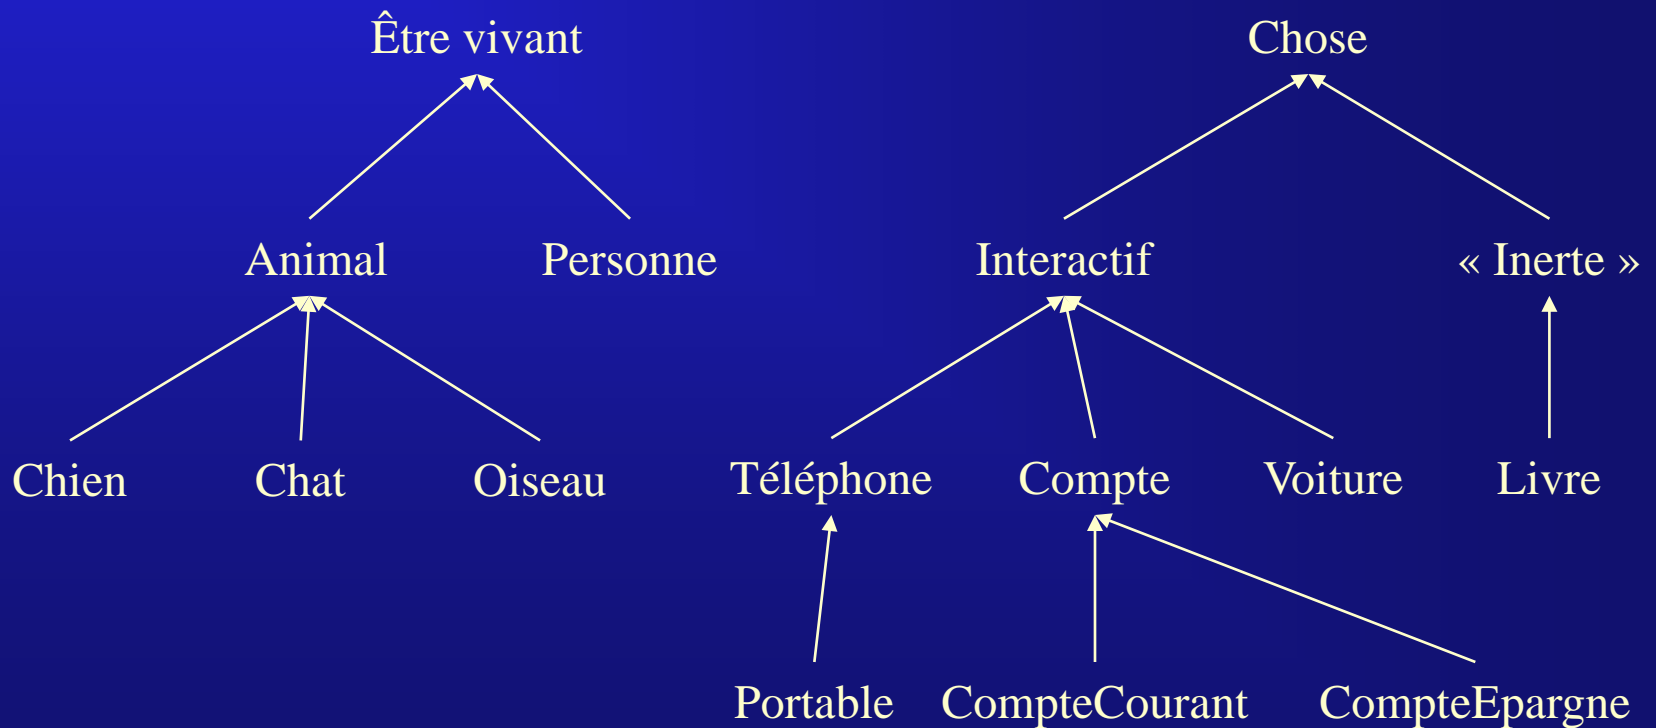 Être vivant
Chose
Animal
Personne
Interactif
« Inerte »
Chien
Chat
Oiseau
Téléphone
Compte
Voiture
Livre
Portable
CompteCourant
CompteEpargne